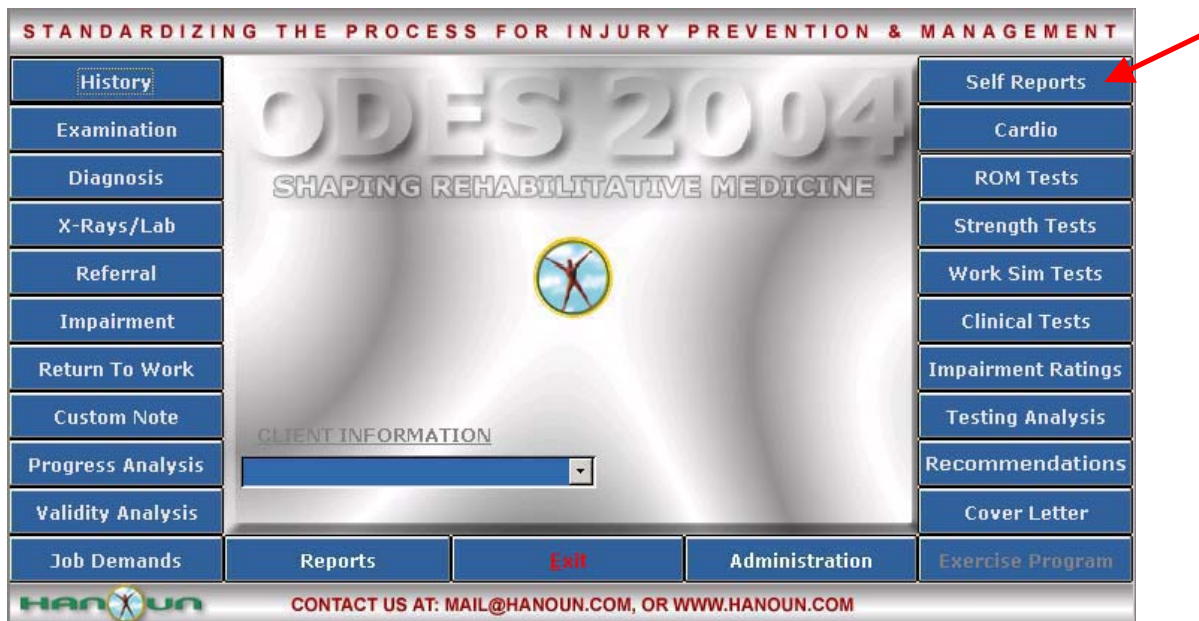 STANDARDIZING THE PROCESS FOR INJURY PREVENTION & MANAGEMENT
History
Examination
Diagnosis
X-Rays/Lab
Referral
Impairment
Return To Work
Custom Note
Progress Analysis
Validity Analysis
Job Demands
ODES 2004
SHAPING REHABILITATIVE MEDICINE
CLIENT INFORMATION
Reports
Exit
Administration
Self Reports
Cardio
ROM Tests
Strength Tests
Work Sim Tests
Clinical Tests
Impairment Ratings
Testing Analysis
Recommendations
Cover Letter
Exercise Program
HANOUN
CONTACT US AT: MAIL@HANOUN.COM, OR WWW.HANOUN.COM